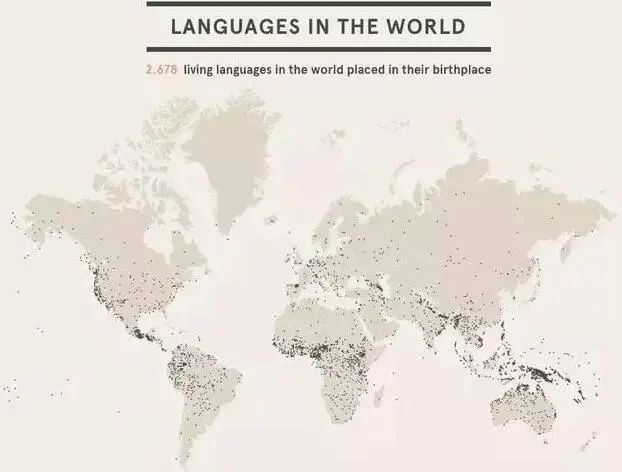 LANGUAGES IN THE WORLD
2.678 living languages in the world placed in their birthplace